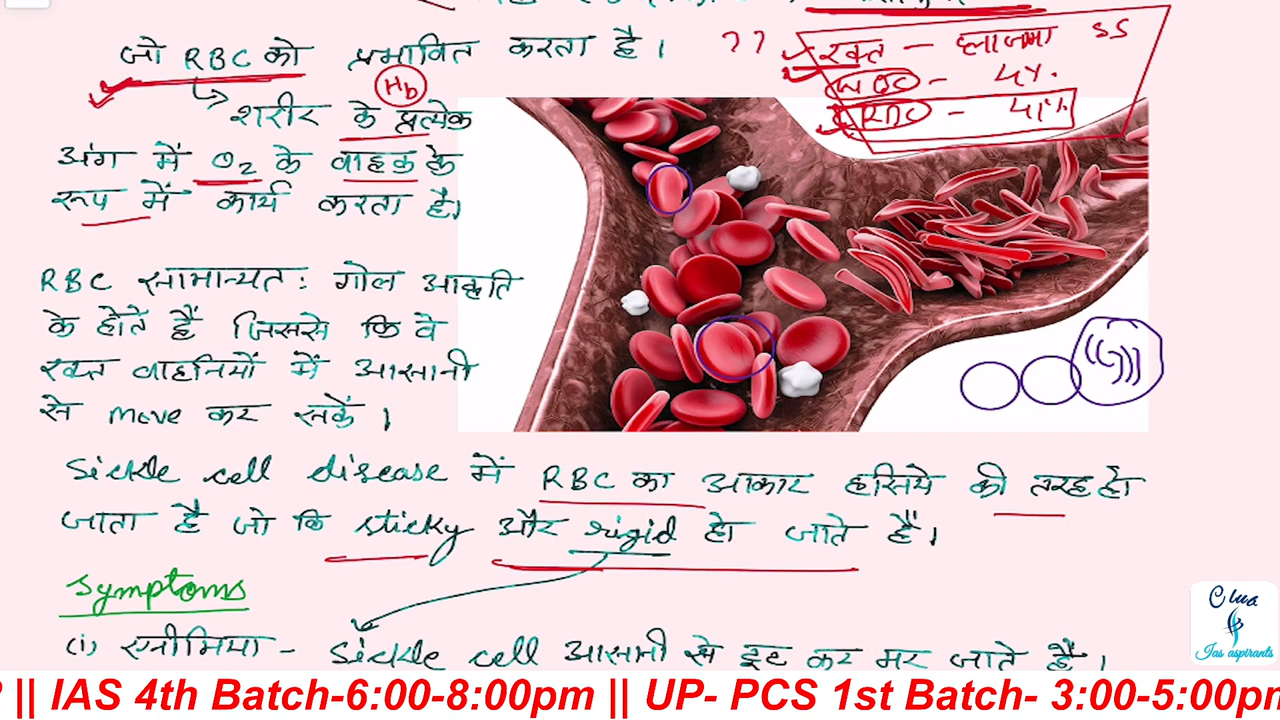 जो RBC को प्रभावित करता है।
??
रक्त - प्लाज्मा 55
WBC - 4%
RBC - 41%
Hb
शरीर के प्रत्येक
अंग में O2 के वाहक के
रूप में कार्य करता है।
RBC सामान्यत: गोल आकृति
के होते हैं जिससे कि वे
रक्त वाहनियों में आसानी
से move कर सकें।
Sickle cell disease में RBC का आकार हसिये की तरह हो
जाता है जो कि sticky और rigid हो जाते हैं।
Symptoms
(i) एनीमिया - Sickle cell आसानी से टूट कर मर जाते हैं।
Clue
Ias aspirants
|| IAS 4th Batch-6:00-8:00pm || UP- PCS 1st Batch- 3:00-5:00pm